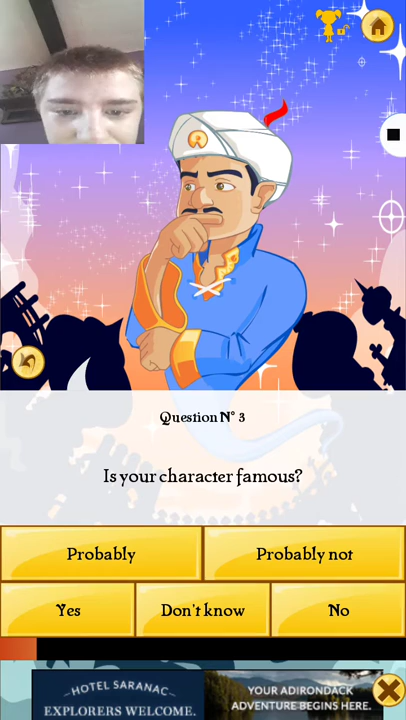 Question N° 3
Is your character famous?
Probably
Probably not
Yes
Don't know
No
HOTEL SARANAC
EXPLORERS WELCOME.
YOUR ADIRONDACK
ADVENTURE BEGINS HERE.